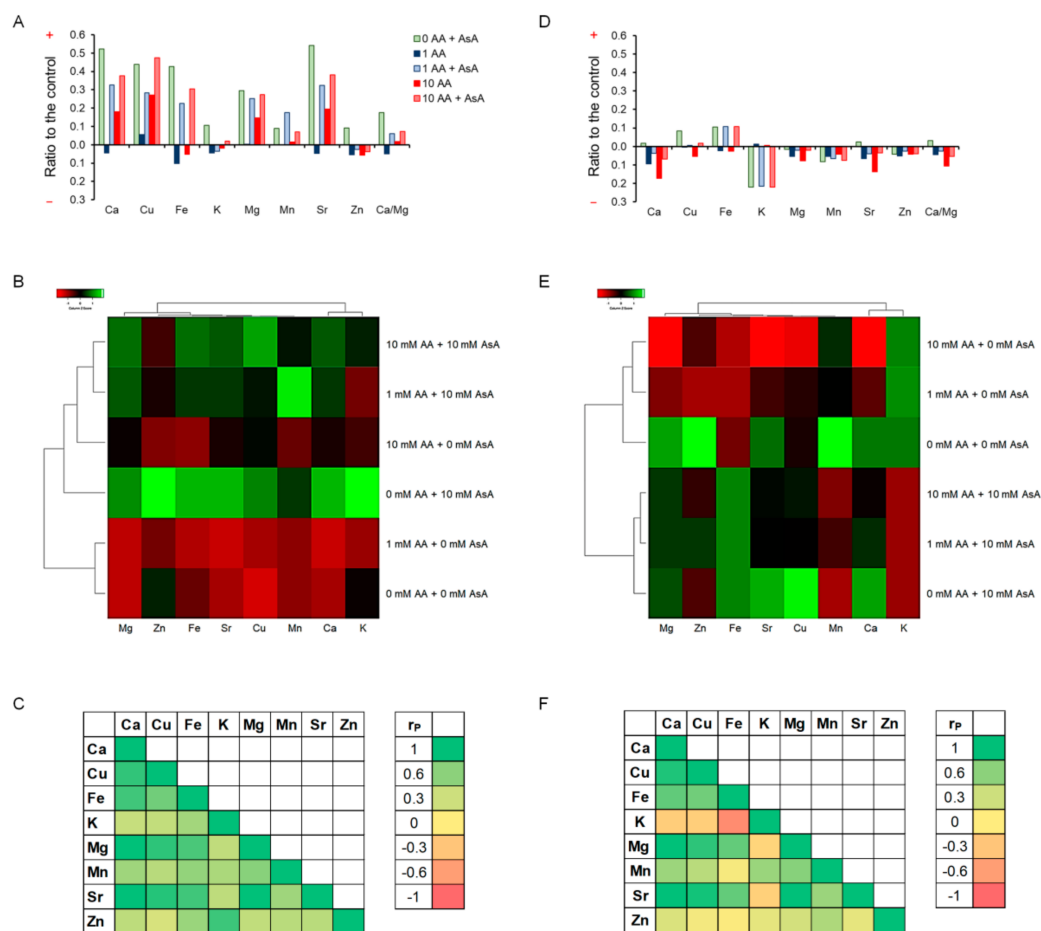 A
D
+
Ratio to the control
−
0.6
0.5
0.4
0.3
0.2
0.1
0.0
0.1
0.2
0.3
Ca Cu Fe K Mg Mn Sr Zn Ca/Mg
0 AA + AsA
1 AA
1 AA + AsA
10 AA
10 AA + AsA
+
Ratio to the control
−
0.6
0.5
0.4
0.3
0.2
0.1
0.0
0.1
0.2
0.3
Ca Cu Fe K Mg Mn Sr Zn Ca/Mg
B
10 mM AA + 10 mM AsA
1 mM AA + 10 mM AsA
10 mM AA + 0 mM AsA
0 mM AA + 10 mM AsA
1 mM AA + 0 mM AsA
0 mM AA + 0 mM AsA
Mg Zn Fe Sr Cu Mn Ca K
E
10 mM AA + 0 mM AsA
1 mM AA + 0 mM AsA
0 mM AA + 0 mM AsA
10 mM AA + 10 mM AsA
1 mM AA + 10 mM AsA
0 mM AA + 10 mM AsA
Mg Zn Fe Sr Cu Mn Ca K
C
Ca Cu Fe K Mg Mn Sr Zn
Ca
Cu
Fe
K
Mg
Mn
Sr
Zn
rP
1
0.6
0.3
0
-0.3
-0.6
-1
F
Ca Cu Fe K Mg Mn Sr Zn
Ca
Cu
Fe
K
Mg
Mn
Sr
Zn
rP
1
0.6
0.3
0
-0.3
-0.6
-1